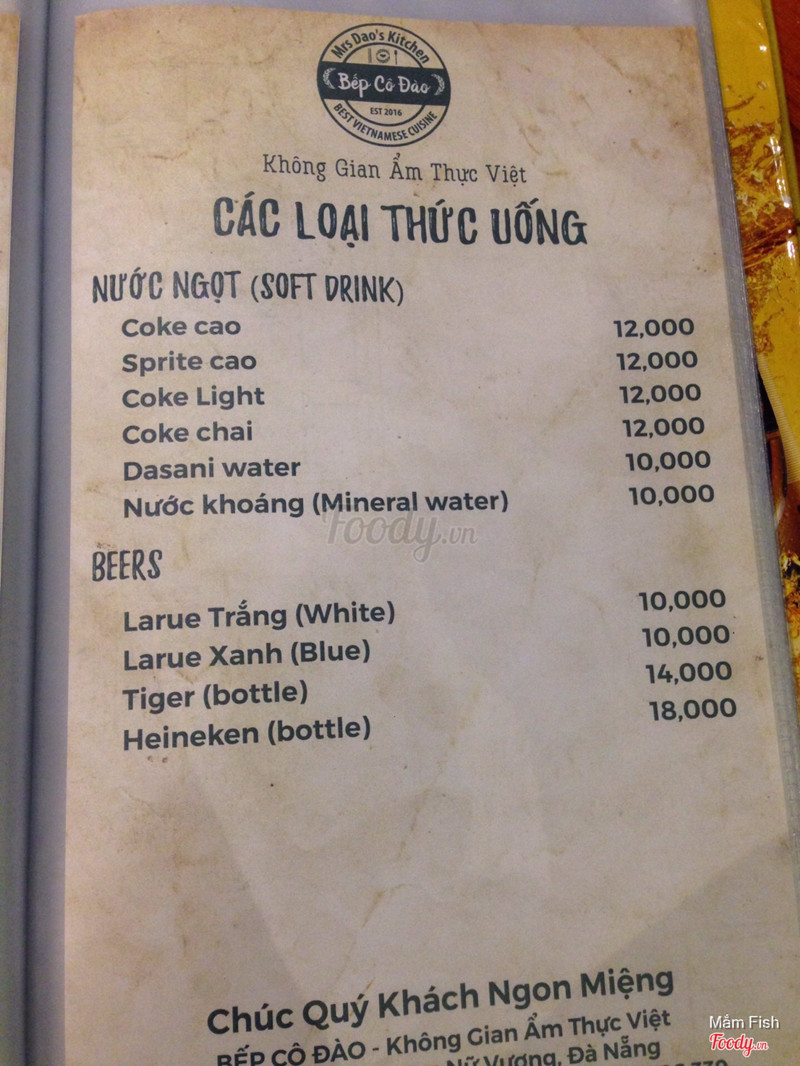 Mrs Dao's Kitchen
Bếp Cô Đào
EST 2016
BEST VIETNAMESE CUISINE
Không Gian Ẩm Thực Việt
CÁC LOẠI THỨC UỐNG
NƯỚC NGỌT (SOFT DRINK)
Coke cao 12,000
Sprite cao 12,000
Coke Light 12,000
Coke chai 12,000
Dasani water 10,000
Nước khoáng (Mineral water) 10,000
Foody.vn
BEERS
Larue Trắng (White) 10,000
Larue Xanh (Blue) 10,000
Tiger (bottle) 14,000
Heineken (bottle) 18,000
Chúc Quý Khách Ngon Miệng
BẾP CÔ ĐÀO - Không Gian Ẩm Thực Việt
Nữ Vương, Đà Nẵng
Mắm Fish
Foody.vn